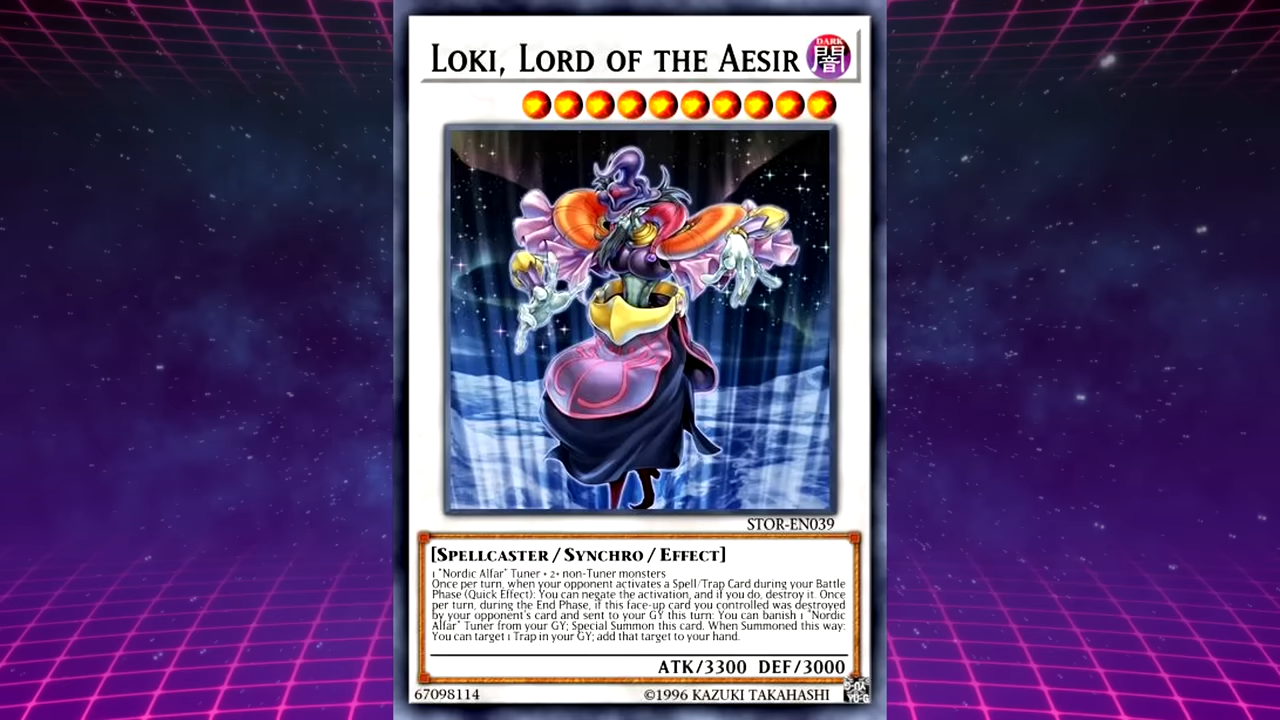 LOKI, LORD OF THE AESIR
DARK
闇
STOR-EN039
[SPELLCASTER / SYNCHRO / EFFECT]
1 "Nordic Alfar" Tuner + 2+ non-Tuner monsters
Once per turn, when your opponent activates a Spell/Trap Card during your Battle
Phase (Quick Effect): You can negate the activation, and if you do, destroy it. Once
per turn, during the End Phase, if this face-up card you controlled was destroyed
by your opponent's card and sent to your GY this turn: You can banish 1 "Nordic
Alfar" Tuner from your GY; Special Summon this card. When Summoned this way:
You can target 1 Trap in your GY; add that target to your hand.
ATK/3300 DEF/3000
67098114
©1996 KAZUKI TAKAHASHI